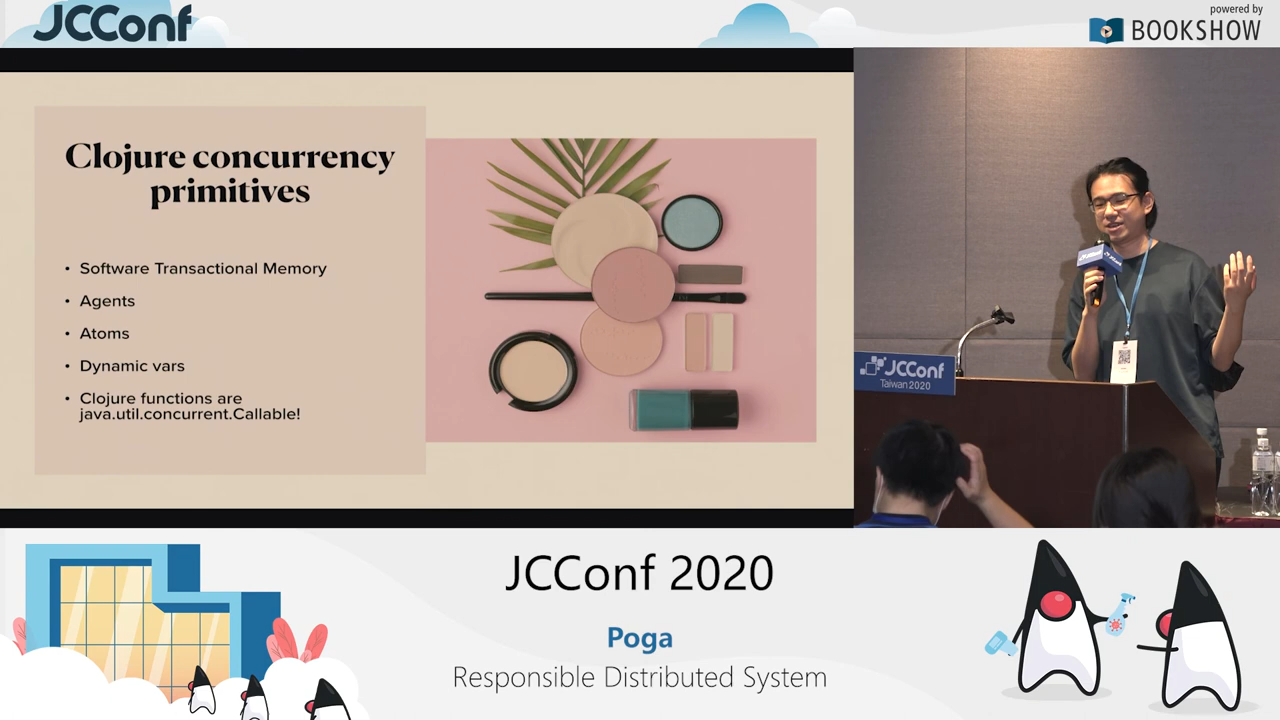 JCConf
powered by
BOOKSHOW
Clojure concurrency
primitives
• Software Transactional Memory
• Agents
• Atoms
• Dynamic vars
• Clojure functions are
java.util.concurrent.Callable!
JCConf
Taiwan 2020
JCConf 2020
Poga
Responsible Distributed System